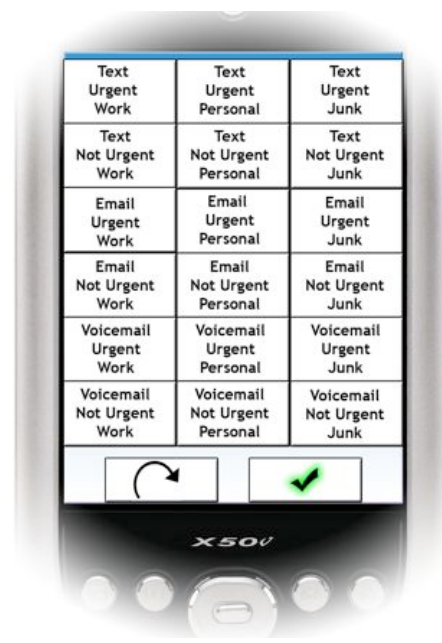 Text Text Text
Urgent Urgent Urgent
Work Personal Junk
Text Text Text
Not Urgent Not Urgent Not Urgent
Work Personal Junk
Email Email Email
Urgent Urgent Urgent
Work Personal Junk
Email Email Email
Not Urgent Not Urgent Not Urgent
Work Personal Junk
Voicemail Voicemail Voicemail
Urgent Urgent Urgent
Work Personal Junk
Voicemail Voicemail Voicemail
Not Urgent Not Urgent Not Urgent
Work Personal Junk
X50v